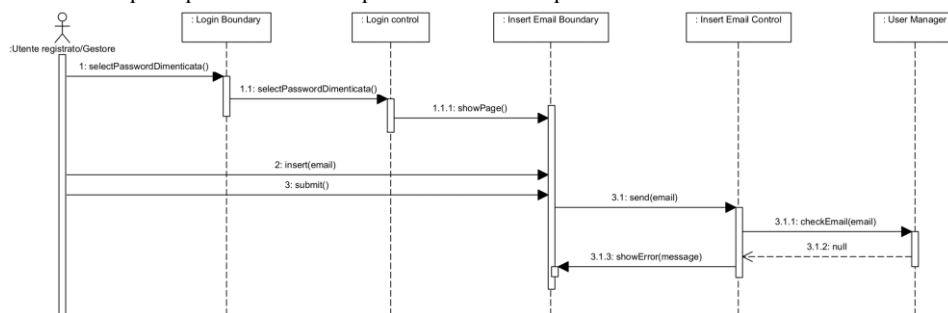 : Login Boundary
: Login control
: Insert Email Boundary
: Insert Email Control
: User Manager
:Utente registrato/Gestore
1: selectPasswordDimenticata()
1.1: selectPasswordDimenticata()
1.1.1: showPage()
2: insert(email)
3: submit()
3.1: send(email)
3.1.1: checkEmail(email)
3.1.2: null
3.1.3: showError(message)